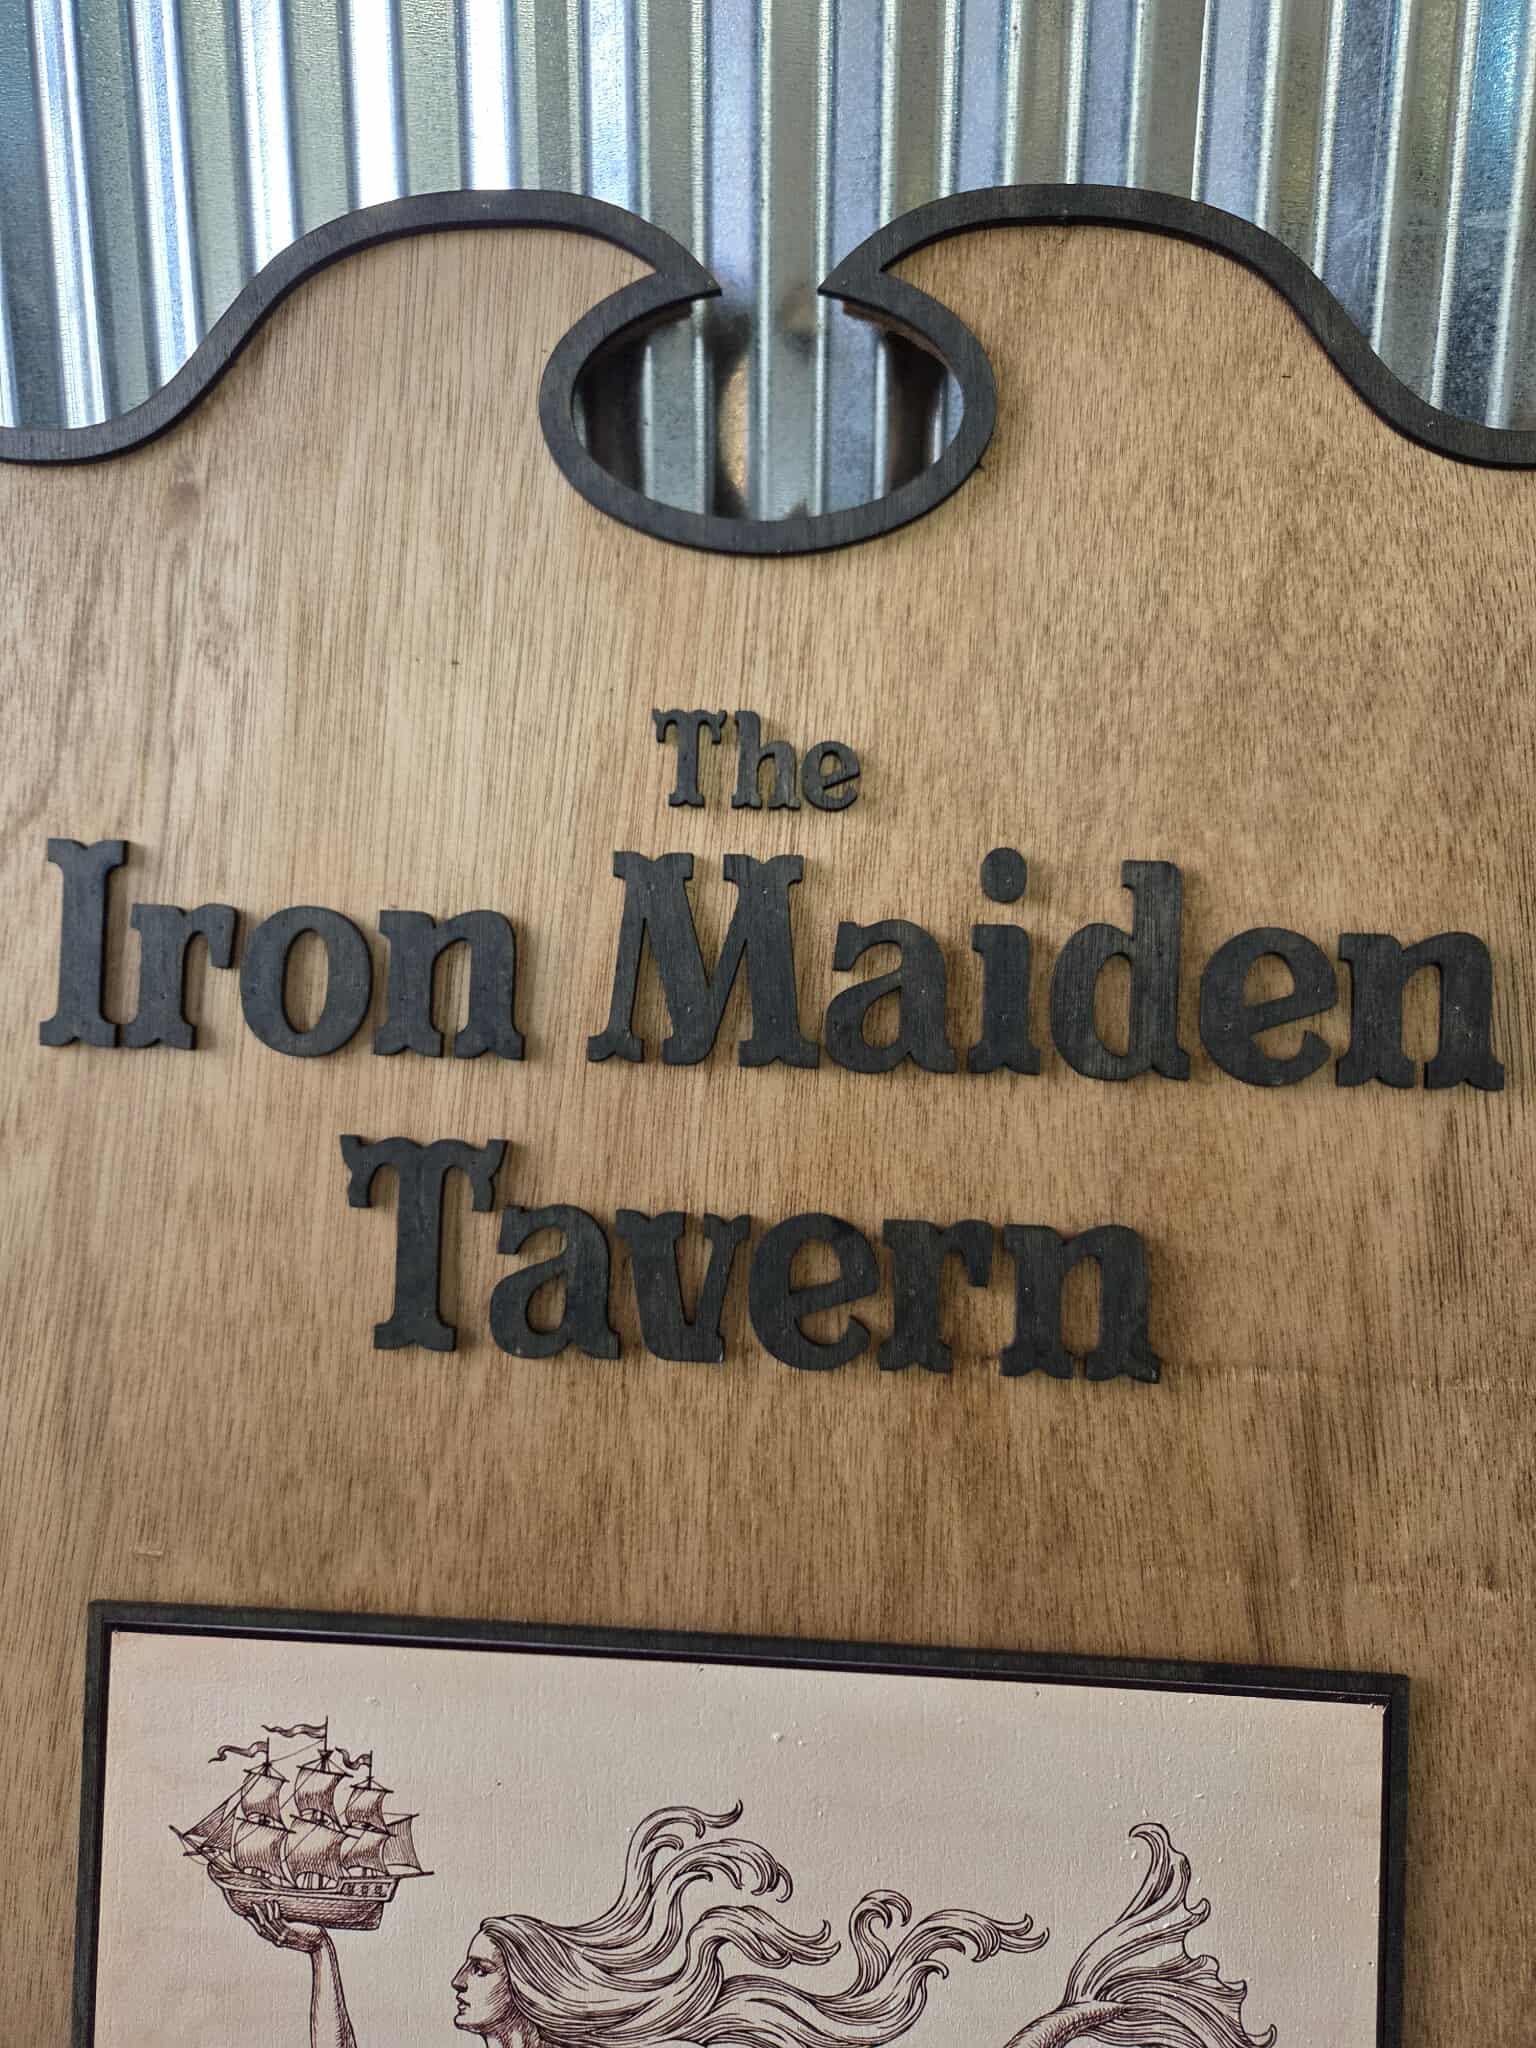 The
Iron Maiden
Tavern